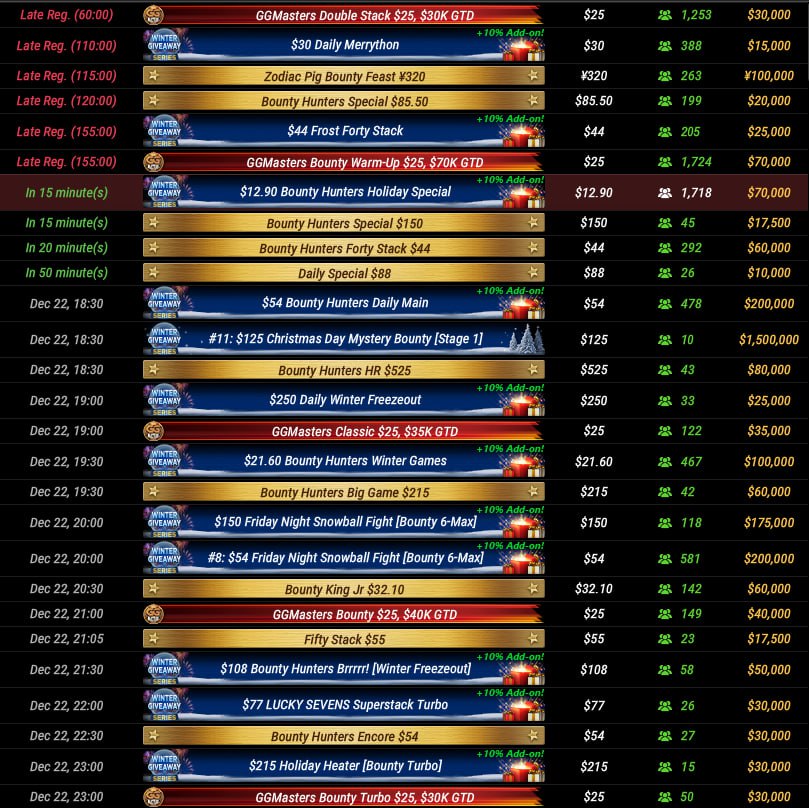 Late Reg. (60:00) GGMasters Double Stack $25, $30K GTD $25 1,253 $30,000
Late Reg. (110:00) WINTER GIVEAWAY SERIES $30 Daily Merrython +10% Add-on! $30 388 $15,000
Late Reg. (115:00) Zodiac Pig Bounty Feast ¥320 ¥320 263 ¥100,000
Late Reg. (120:00) Bounty Hunters Special $85.50 $85.50 199 $20,000
Late Reg. (155:00) WINTER GIVEAWAY SERIES $44 Frost Forty Stack +10% Add-on! $44 205 $25,000
Late Reg. (155:00) GGMasters Bounty Warm-Up $25, $70K GTD $25 1,724 $70,000
In 15 minute(s) WINTER GIVEAWAY SERIES $12.90 Bounty Hunters Holiday Special +10% Add-on! $12.90 1,718 $70,000
In 15 minute(s) Bounty Hunters Special $150 $150 45 $17,500
In 20 minute(s) Bounty Hunters Forty Stack $44 $44 292 $60,000
In 50 minute(s) Daily Special $88 $88 26 $10,000
Dec 22, 18:30 WINTER GIVEAWAY SERIES $54 Bounty Hunters Daily Main +10% Add-on! $54 478 $200,000
Dec 22, 18:30 WINTER GIVEAWAY SERIES #11: $125 Christmas Day Mystery Bounty [Stage 1] $125 10 $1,500,000
Dec 22, 18:30 Bounty Hunters HR $525 $525 43 $80,000
Dec 22, 19:00 WINTER GIVEAWAY SERIES $250 Daily Winter Freezeout +10% Add-on! $250 33 $25,000
Dec 22, 19:00 GGMasters Classic $25, $35K GTD $25 122 $35,000
Dec 22, 19:30 WINTER GIVEAWAY SERIES $21.60 Bounty Hunters Winter Games +10% Add-on! $21.60 467 $100,000
Dec 22, 19:30 Bounty Hunters Big Game $215 $215 42 $60,000
Dec 22, 20:00 WINTER GIVEAWAY SERIES $150 Friday Night Snowball Fight [Bounty 6-Max] +10% Add-on! $150 118 $175,000
Dec 22, 20:00 WINTER GIVEAWAY SERIES #8: $54 Friday Night Snowball Fight [Bounty 6-Max] +10% Add-on! $54 581 $200,000
Dec 22, 20:30 Bounty King Jr $32.10 $32.10 142 $60,000
Dec 22, 21:00 GGMasters Bounty $25, $40K GTD $25 149 $40,000
Dec 22, 21:05 Fifty Stack $55 $55 23 $17,500
Dec 22, 21:30 WINTER GIVEAWAY SERIES $108 Bounty Hunters Brrrrr! [Winter Freezeout] +10% Add-on! $108 58 $50,000
Dec 22, 22:00 WINTER GIVEAWAY SERIES $77 LUCKY SEVENS Superstack Turbo +10% Add-on! $77 26 $30,000
Dec 22, 22:30 Bounty Hunters Encore $54 $54 27 $30,000
Dec 22, 23:00 WINTER GIVEAWAY SERIES $215 Holiday Heater [Bounty Turbo] +10% Add-on! $215 15 $30,000
Dec 22, 23:00 GGMasters Bounty Turbo $25, $30K GTD $25 50 $30,000